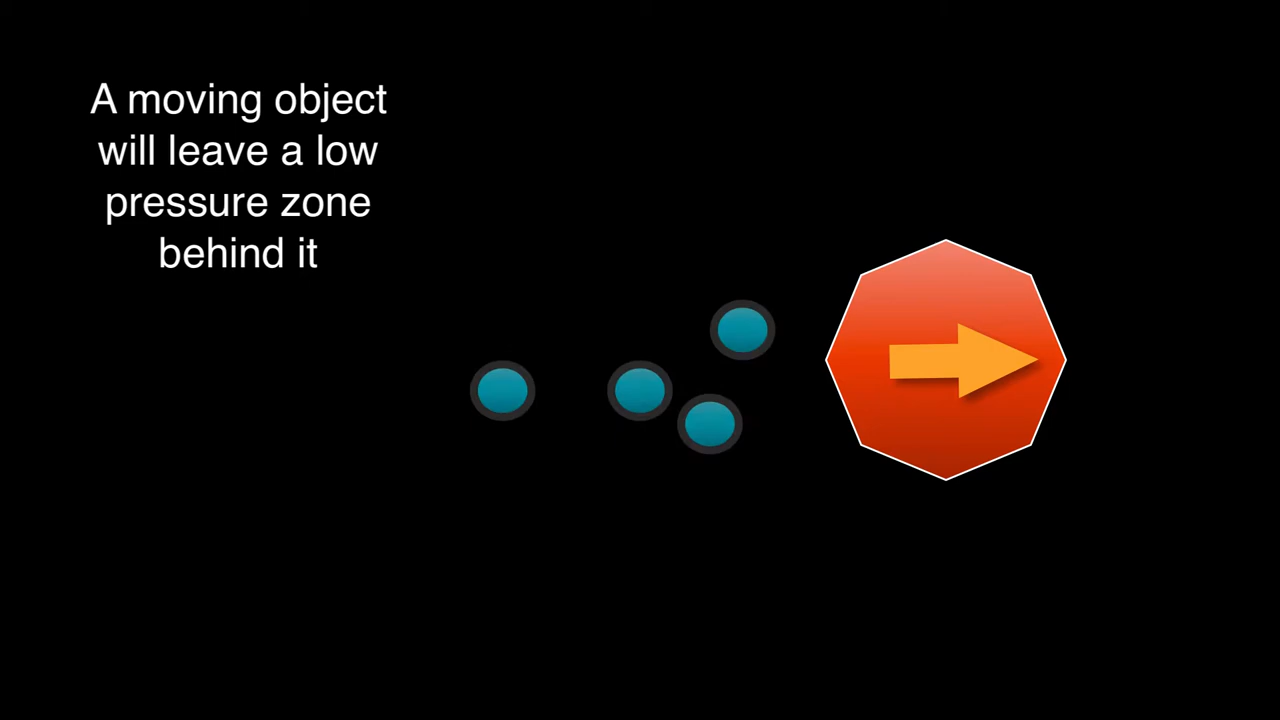 A moving object
will leave a low
pressure zone
behind it